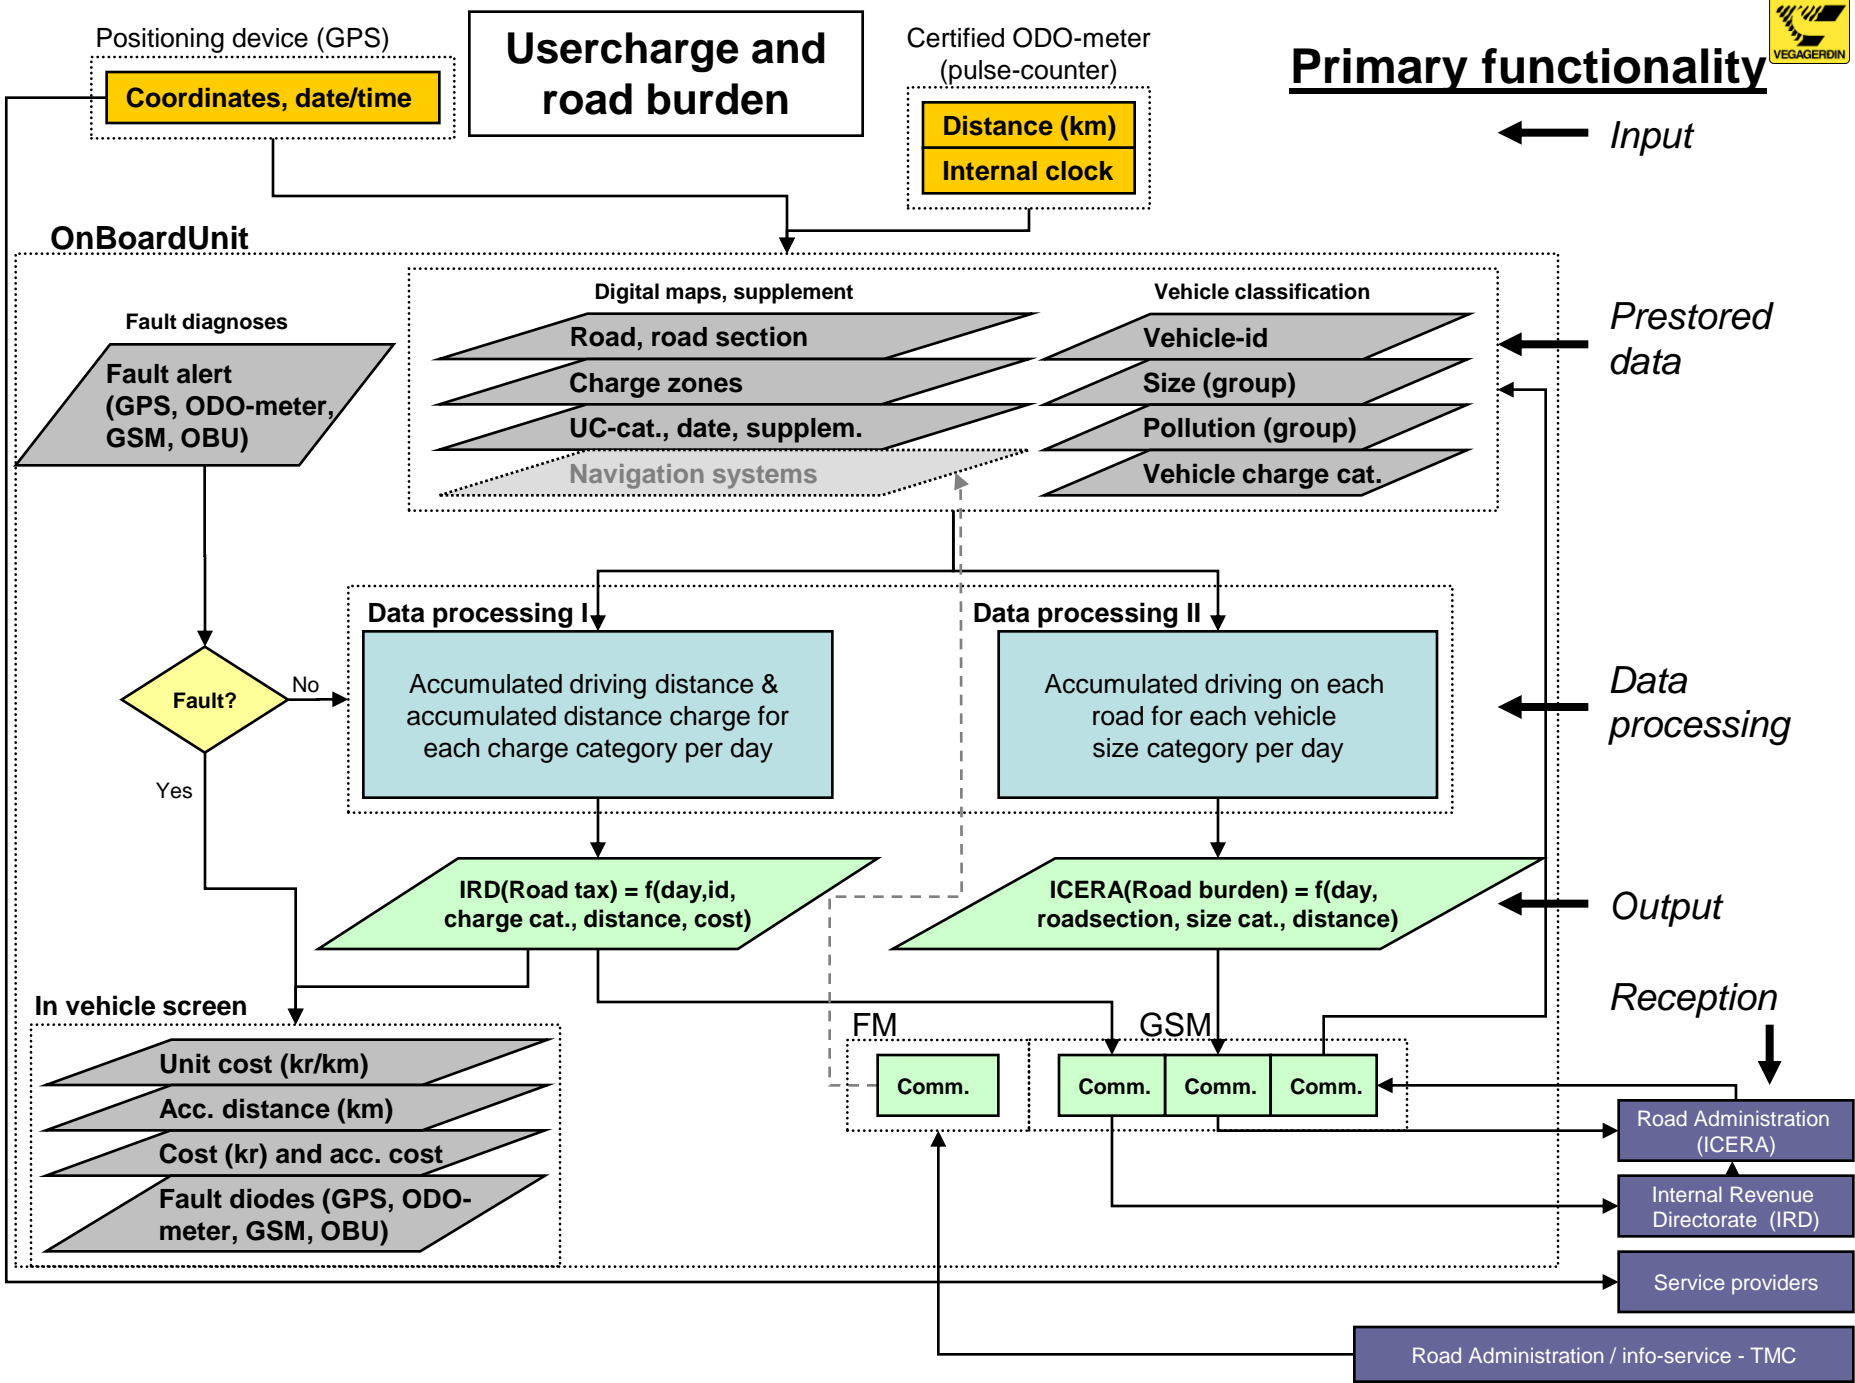 Positioning device (GPS)
Coordinates, date/time
Usercharge and
road burden
Certified ODO-meter
(pulse-counter)
Distance (km)
Internal clock
Primary functionality
VEGAGERÐIN
Input
OnBoardUnit
Digital maps, supplement
Road, road section
Charge zones
UC-cat., date, supplem.
Navigation systems
Vehicle classification
Vehicle-id
Size (group)
Pollution (group)
Vehicle charge cat.
Prestored
data
Fault diagnoses
Fault alert
(GPS, ODO-meter,
GSM, OBU)
Fault?
No
Yes
Data processing I
Accumulated driving distance &
accumulated distance charge for
each charge category per day
Data processing II
Accumulated driving on each
road for each vehicle
size category per day
Data
processing
IRD(Road tax) = f(day,id,
charge cat., distance, cost)
ICERA(Road burden) = f(day,
roadsection, size cat., distance)
Output
In vehicle screen
Unit cost (kr/km)
Acc. distance (km)
Cost (kr) and acc. cost
Fault diodes (GPS, ODO-
meter, GSM, OBU)
FM
Comm.
GSM
Comm.
Comm.
Comm.
Reception
Road Administration
(ICERA)
Internal Revenue
Directorate (IRD)
Service providers
Road Administration / info-service - TMC